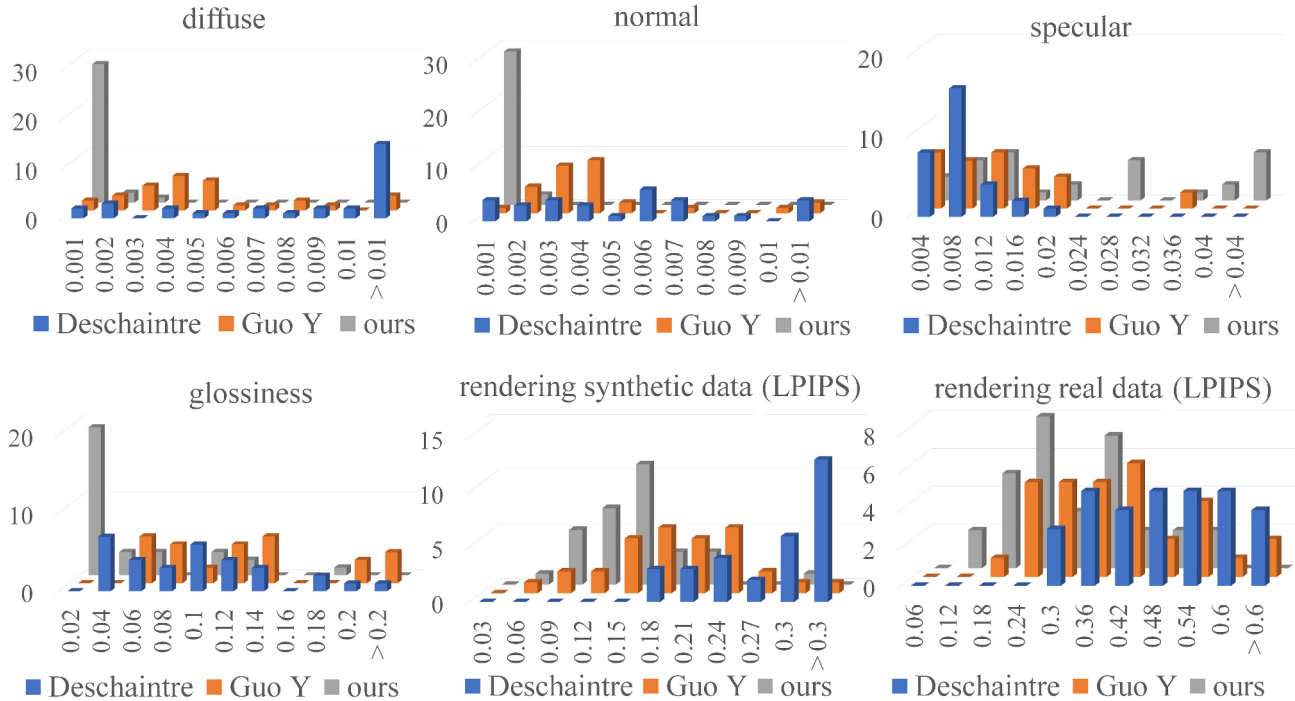 diffuse
30
20
10
0
0.001 0.002 0.003 0.004 0.005 0.006 0.007 0.008 0.009 0.01 >0.01
Deschaintre Guo Y ours
normal
30
20
10
0
0.001 0.002 0.003 0.004 0.005 0.006 0.007 0.008 0.009 0.01 >0.01
Deschaintre Guo Y ours
specular
20
10
0
0.004 0.008 0.012 0.016 0.02 0.024 0.028 0.032 0.036 0.04 >0.04
Deschaintre Guo Y ours
glossiness
20
10
0
0.02 0.04 0.06 0.08 0.1 0.12 0.14 0.16 0.18 0.2 >0.2
Deschaintre Guo Y ours
rendering synthetic data (LPIPS)
15
10
5
0
0.03 0.06 0.09 0.12 0.15 0.18 0.21 0.24 0.27 0.3 >0.3
Deschaintre Guo Y ours
rendering real data (LPIPS)
8
6
4
2
0
0.06 0.12 0.18 0.24 0.3 0.36 0.42 0.48 0.54 0.6 >0.6
Deschaintre Guo Y ours